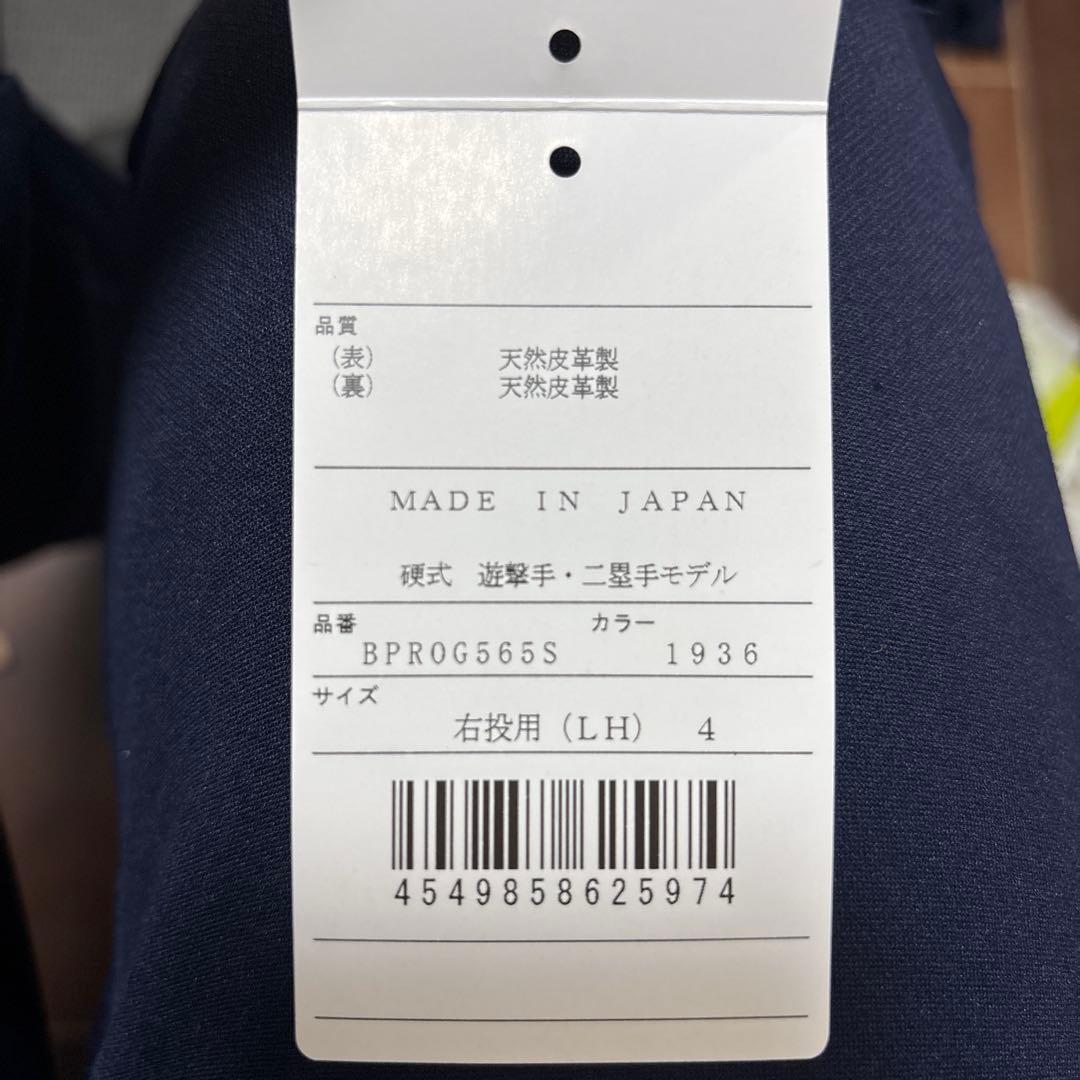 品質
（表） 天然皮革製
（裏） 天然皮革製
MADE IN JAPAN
硬式 遊撃手・二塁手モデル
品番 カラー
BPROG565S 1936
サイズ
右投用（LH） 4
4549858625974